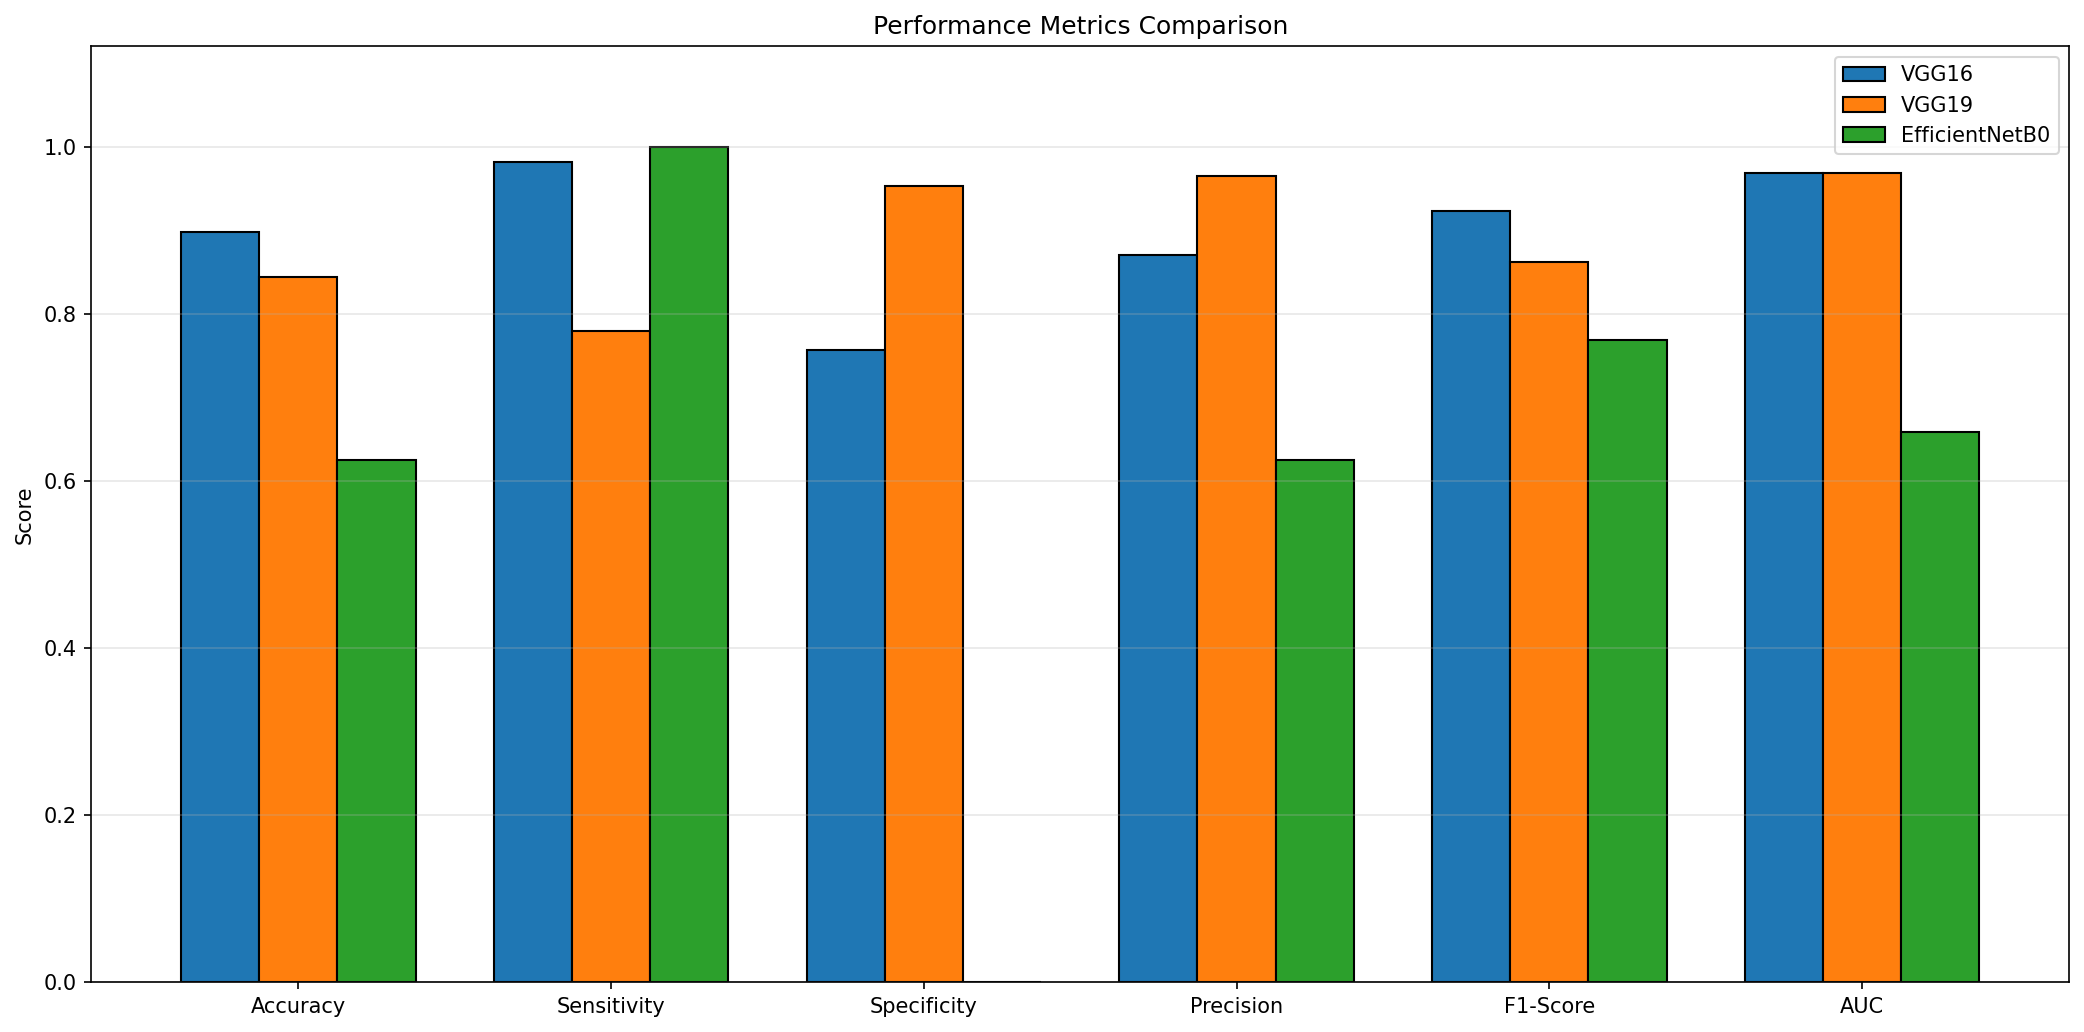 Performance Metrics Comparison
VGG16
VGG19
EfficientNetB0
Score
1.0
0.8
0.6
0.4
0.2
0.0
Accuracy
Sensitivity
Specificity
Precision
F1-Score
AUC